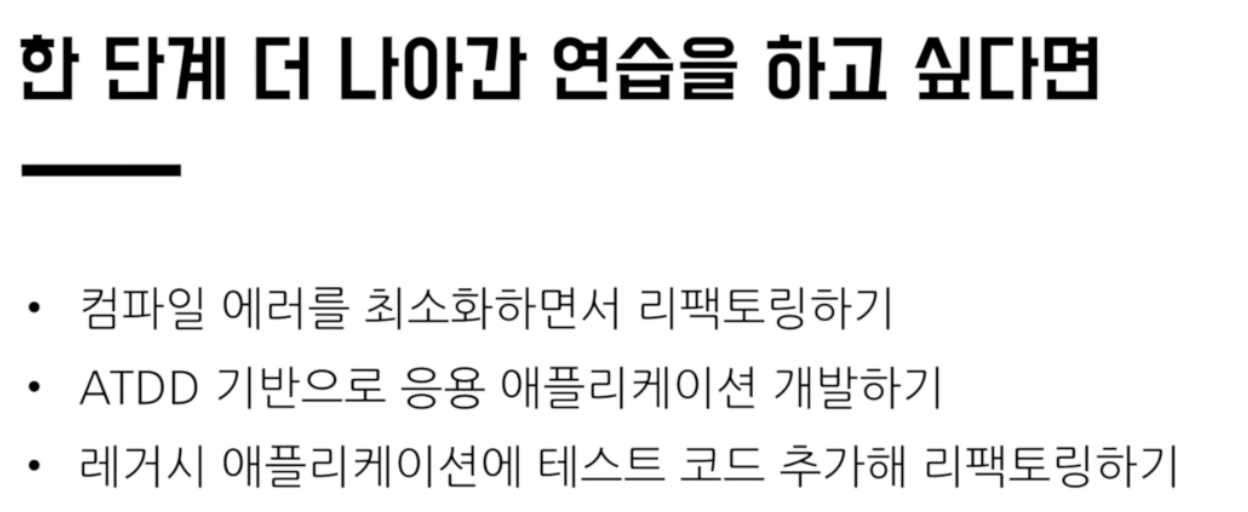 한 단계 더 나아간 연습을 하고 싶다면
• 컴파일 에러를 최소화하면서 리팩토링하기
• ATDD 기반으로 응용 애플리케이션 개발하기
• 레거시 애플리케이션에 테스트 코드 추가해 리팩토링하기